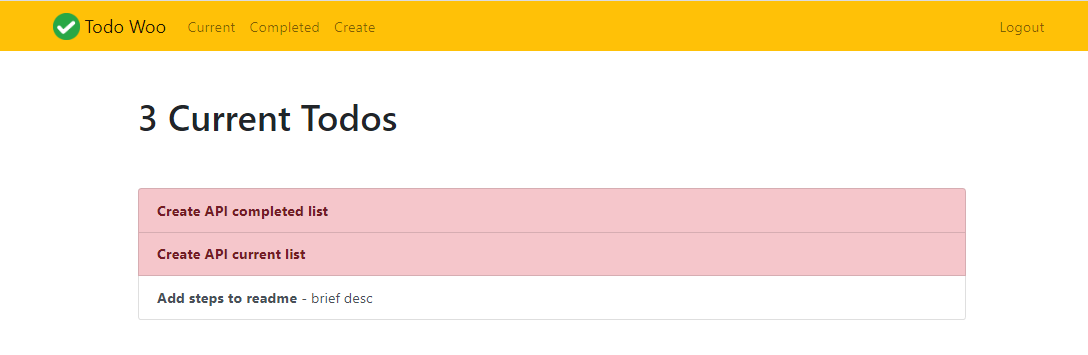 Todo Woo Current Completed Create Logout
3 Current Todos
Create API completed list
Create API current list
Add steps to readme - brief desc